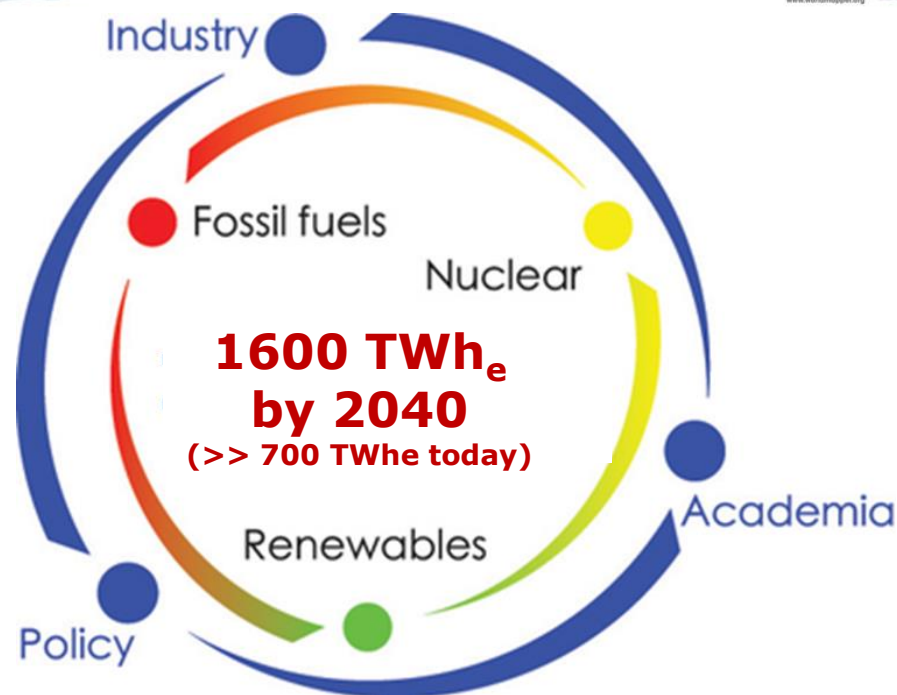 Industry
Fossil fuels
Nuclear
1600 TWhₑ
by 2040
(>> 700 TWhe today)
Academia
Renewables
Policy